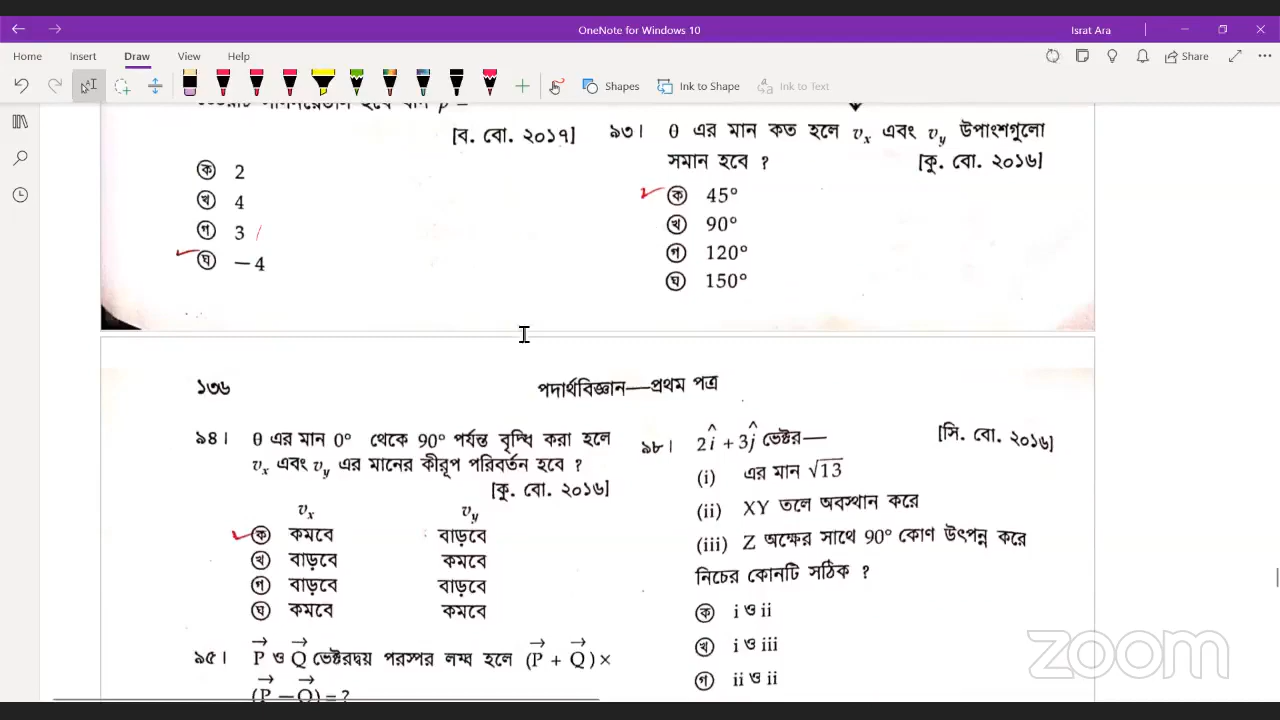 OneNote for Windows 10
Israt Ara
Home Insert Draw View Help
Share
Shapes
Ink to Shape
Ink to Text
হবে যদি p =
[ব. বো. ২০১৭]
ক 2
খ 4
গ 3
ঘ −4
৯৩। θ এর মান কত হলে vx এবং vy উপাংশগুলো
সমান হবে ? [কু. বো. ২০১৬]
ক 45°
খ 90°
গ 120°
ঘ 150°
১৩৬
পদার্থবিজ্ঞান—প্রথম পত্র
৯৪। θ এর মান 0° থেকে 90° পর্যন্ত বৃদ্ধি করা হলে
vx এবং vy এর মানের কীরূপ পরিবর্তন হবে ?
[কু. বো. ২০১৬]
vx vy
ক কমবে বাড়বে
খ বাড়বে কমবে
গ বাড়বে বাড়বে
ঘ কমবে কমবে
৯৫। P⃗ ও Q⃗ ভেক্টরদ্বয় পরস্পর লম্ব হলে (P⃗ + Q⃗) ×
(P⃗ − Q⃗) = ?
৯৮। 2î + 3ĵ ভেক্টর— [সি. বো. ২০১৬]
(i) এর মান √13
(ii) XY তলে অবস্থান করে
(iii) Z অক্ষের সাথে 90° কোণ উৎপন্ন করে
নিচের কোনটি সঠিক ?
ক i ও ii
খ i ও iii
গ ii ও ii
zoom